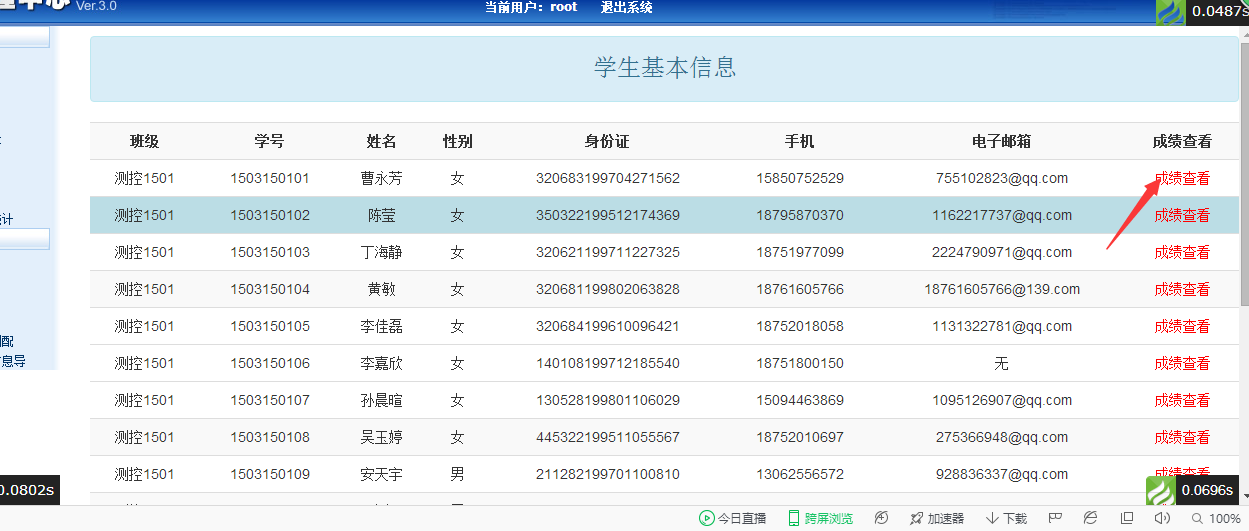 Ver.3.0 当前用户：root 退出系统 0.0487s
学生基本信息
班级 学号 姓名 性别 身份证 手机 电子邮箱 成绩查看
测控1501 1503150101 曹永芳 女 320683199704271562 15850752529 755102823@qq.com 成绩查看
测控1501 1503150102 陈莹 女 350322199512174369 18795870370 1162217737@qq.com 成绩查看
测控1501 1503150103 丁海静 女 320621199711227325 18751977099 2224790971@qq.com 成绩查看
测控1501 1503150104 黄敏 女 320681199802063828 18761605766 18761605766@139.com 成绩查看
测控1501 1503150105 李佳磊 女 320684199610096421 18752018058 1131322781@qq.com 成绩查看
测控1501 1503150106 李嘉欣 女 140108199712185540 18751800150 无 成绩查看
测控1501 1503150107 孙晨暄 女 130528199801106029 15094463869 1095126907@qq.com 成绩查看
测控1501 1503150108 吴玉婷 女 445322199511055567 18752010697 275366948@qq.com 成绩查看
测控1501 1503150109 安天宇 男 211282199701100810 13062556572 928836337@qq.com 成绩查看
计
配
息导
0.0802s
0.0696s
今日直播 跨屏浏览 加速器 下载 100%